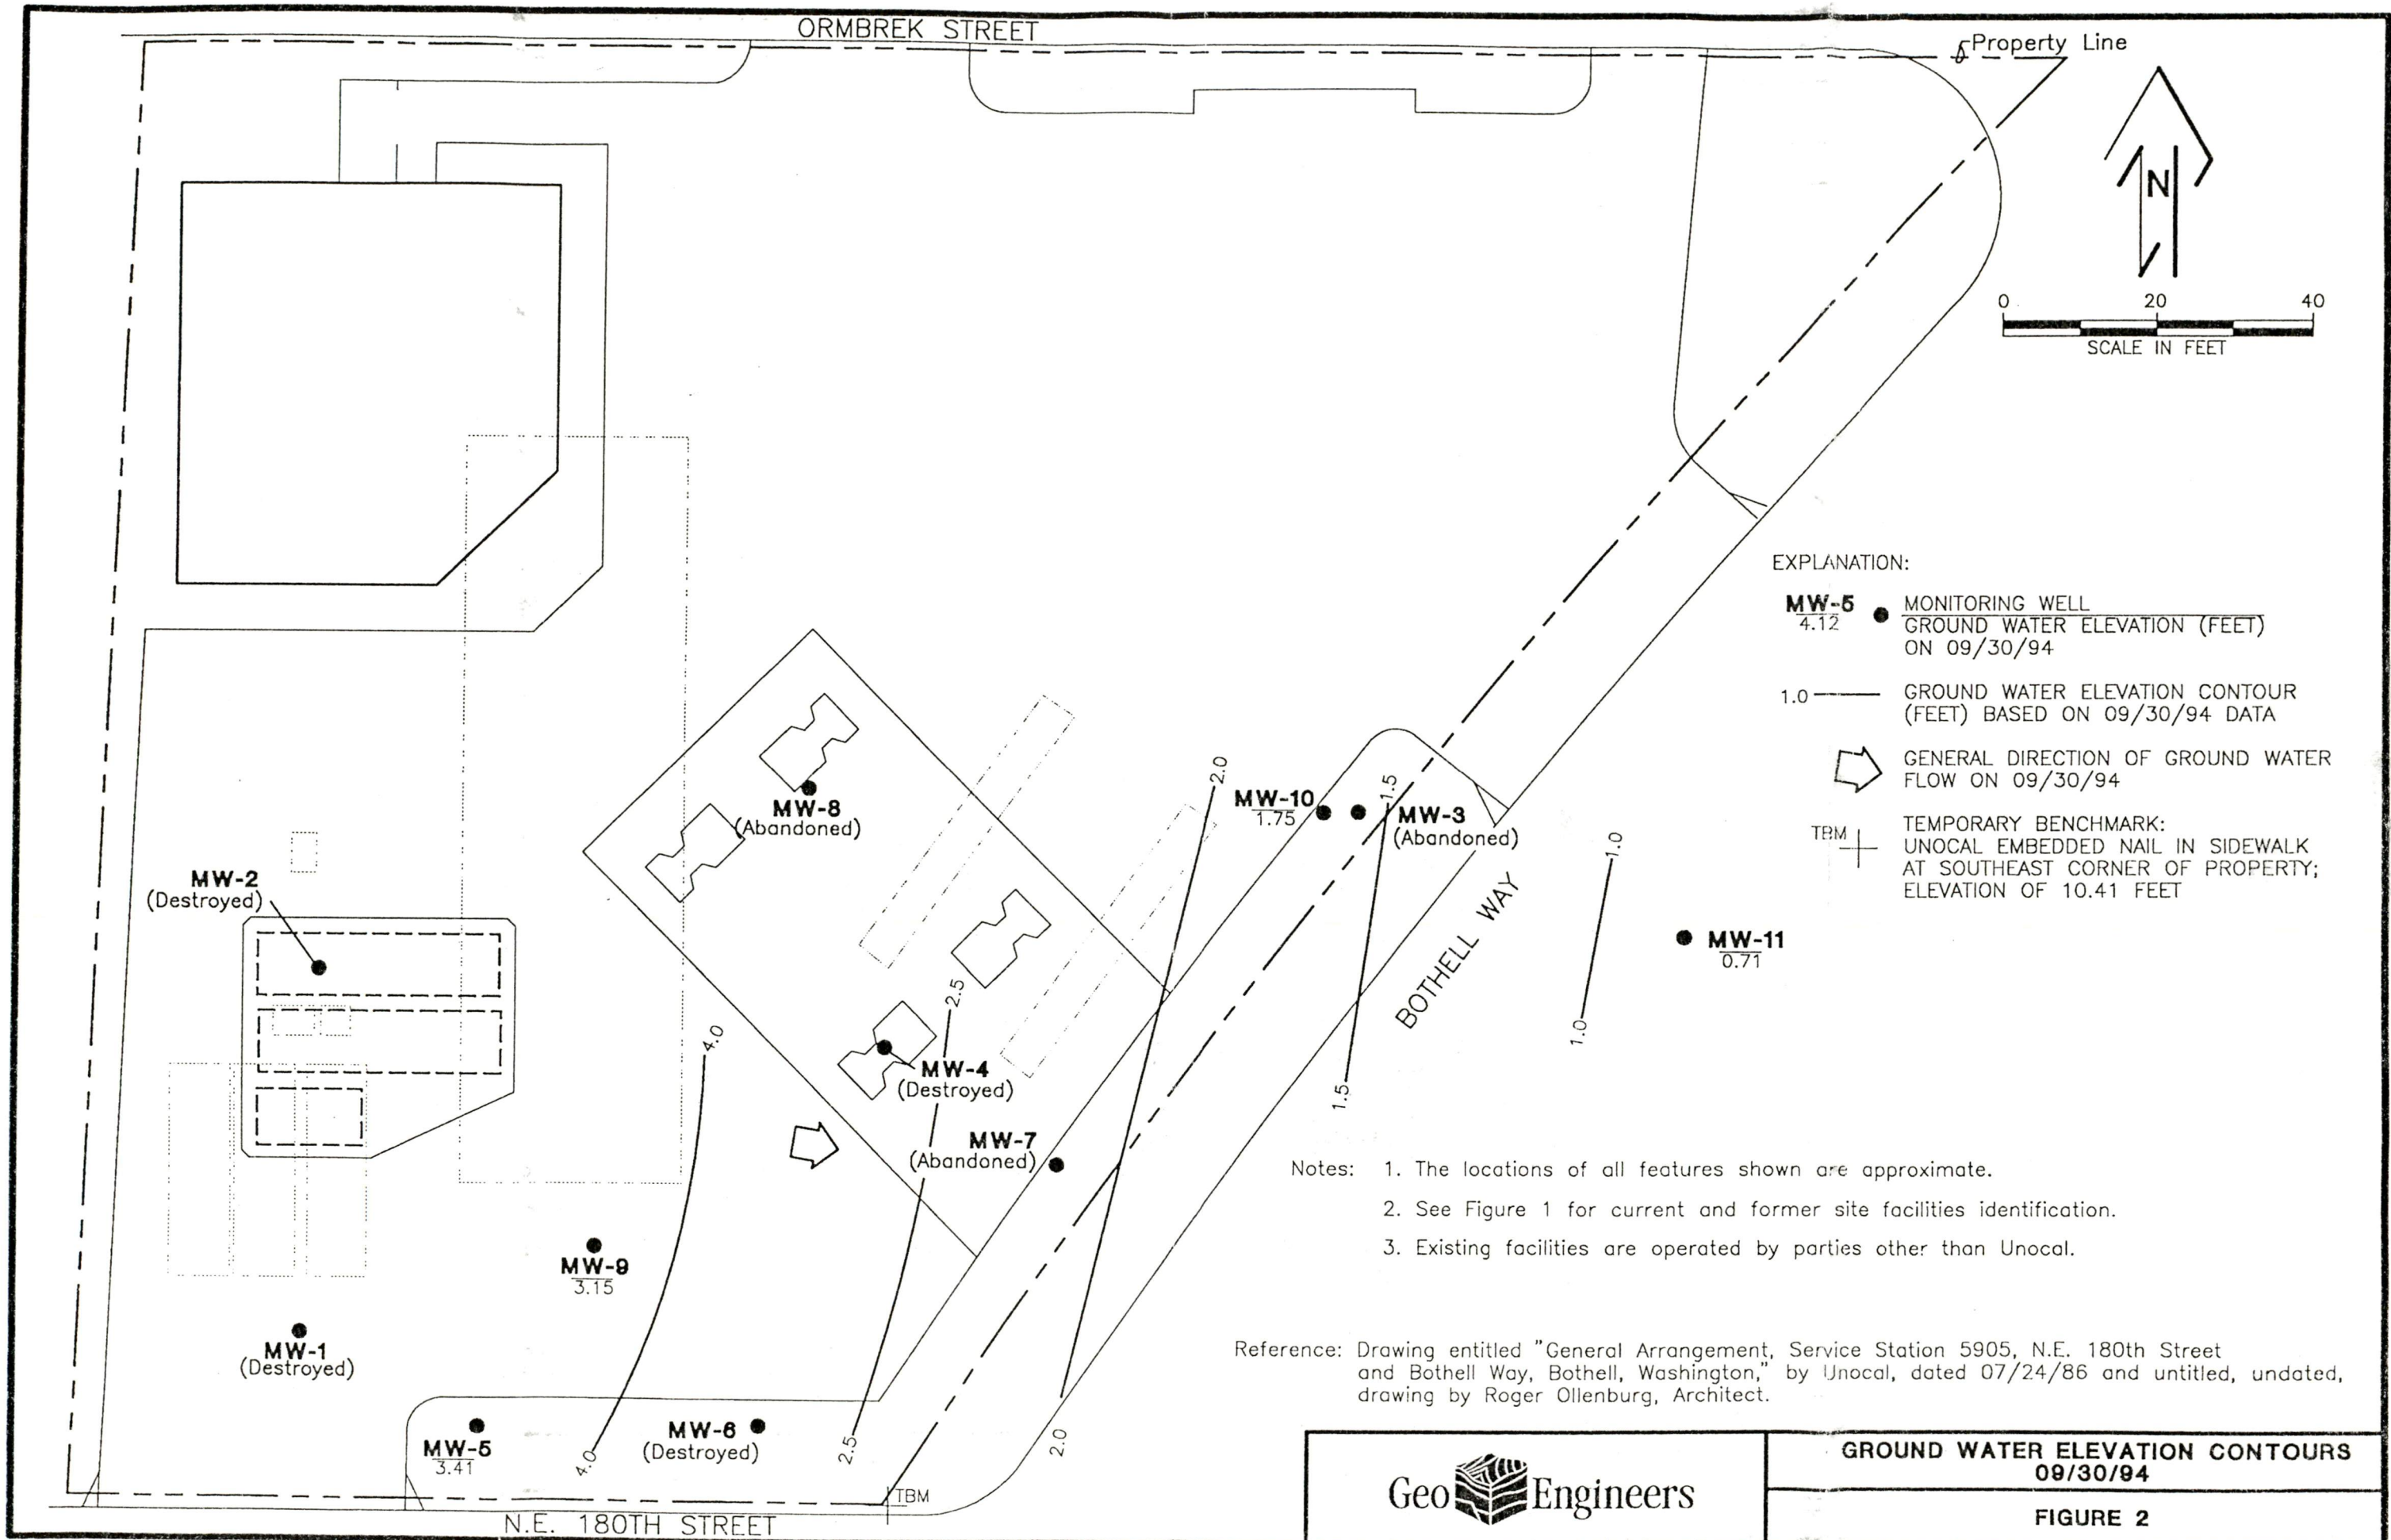 ORMBREK STREET
Property Line
N
0 20 40
SCALE IN FEET
EXPLANATION:
MW-5
4.12
MONITORING WELL
GROUND WATER ELEVATION (FEET)
ON 09/30/94
1.0
GROUND WATER ELEVATION CONTOUR
(FEET) BASED ON 09/30/94 DATA
GENERAL DIRECTION OF GROUND WATER
FLOW ON 09/30/94
TBM
TEMPORARY BENCHMARK:
UNOCAL EMBEDDED NAIL IN SIDEWALK
AT SOUTHEAST CORNER OF PROPERTY;
ELEVATION OF 10.41 FEET
MW-8
(Abandoned)
2.0
MW-10
1.75
1.5
MW-3
(Abandoned)
1.0
MW-2
(Destroyed)
BOTHELL WAY
MW-11
0.71
2.5
4.0
MW-4
(Destroyed)
1.0
1.5
MW-7
(Abandoned)
MW-9
3.15
MW-1
(Destroyed)
MW-5
3.41
4.0
MW-6
(Destroyed)
2.5
2.0
TBM
N.E. 180TH STREET
Notes: 1. The locations of all features shown are approximate.
2. See Figure 1 for current and former site facilities identification.
3. Existing facilities are operated by parties other than Unocal.
Reference: Drawing entitled "General Arrangement, Service Station 5905, N.E. 180th Street
and Bothell Way, Bothell, Washington," by Unocal, dated 07/24/86 and untitled, undated,
drawing by Roger Ollenburg, Architect.
Geo Engineers
GROUND WATER ELEVATION CONTOURS
09/30/94
FIGURE 2